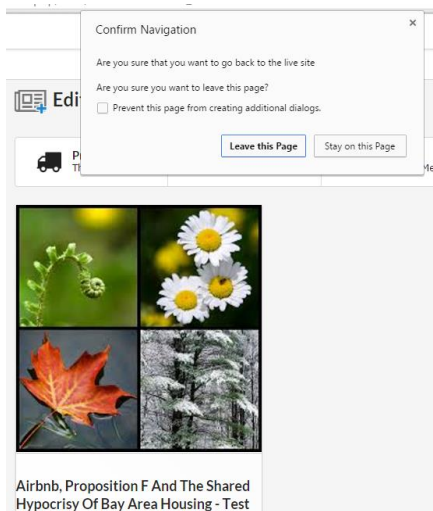 Confirm Navigation
Are you sure that you want to go back to the live site
Are you sure you want to leave this page?
Prevent this page from creating additional dialogs.
Leave this Page
Stay on this Page
Airbnb, Proposition F And The Shared
Hypocrisy Of Bay Area Housing - Test